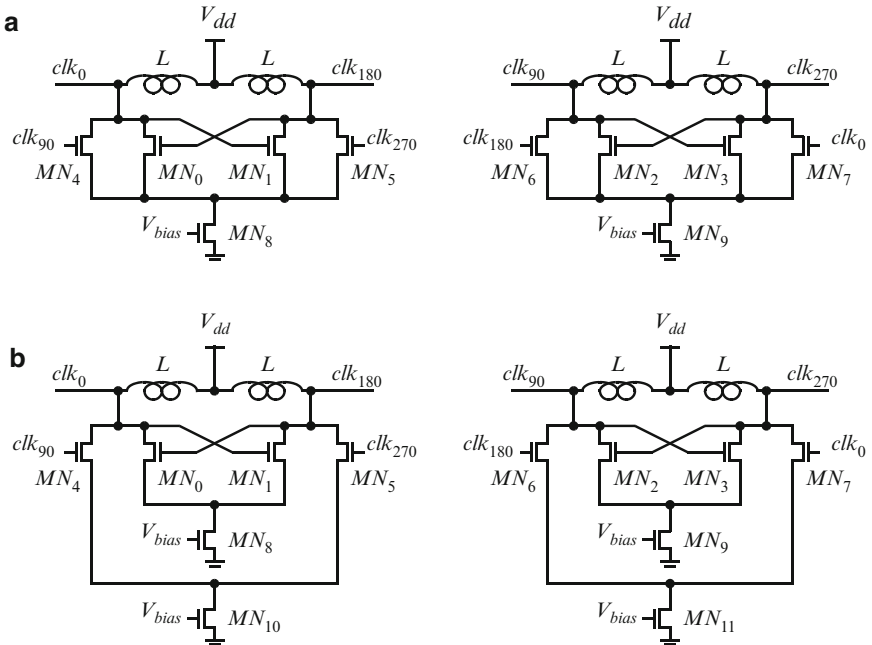 a
V_dd V_dd
clk_0 L L clk_180 clk_90 L L clk_270
clk_90 clk_270 clk_180 clk_0
MN_4 MN_0 MN_1 MN_5 MN_6 MN_2 MN_3 MN_7
V_bias MN_8 V_bias MN_9
b
V_dd V_dd
clk_0 L L clk_180 clk_90 L L clk_270
clk_90 clk_270 clk_180 clk_0
MN_4 MN_0 MN_1 MN_5 MN_6 MN_2 MN_3 MN_7
V_bias MN_8 V_bias MN_9
V_bias MN_10 V_bias MN_11